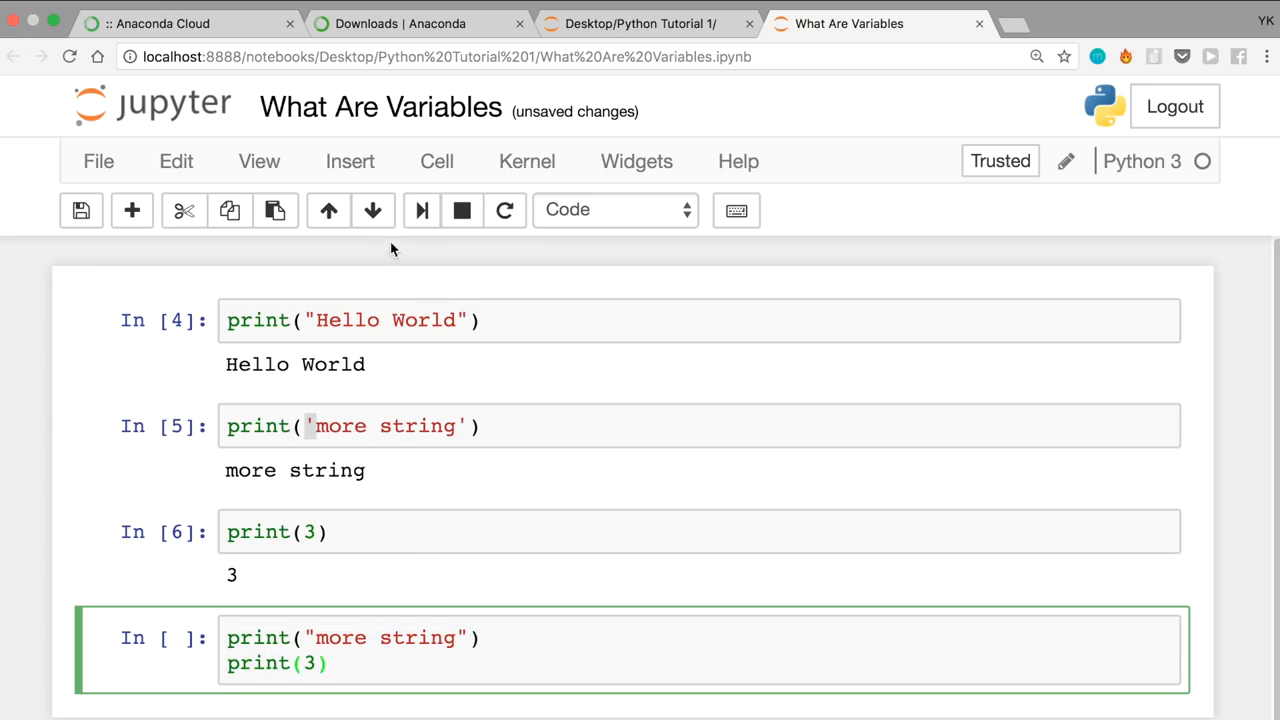 :: Anaconda Cloud
Downloads | Anaconda
Desktop/Python Tutorial 1/
What Are Variables
YK
localhost:8888/notebooks/Desktop/Python%20Tutorial%201/What%20Are%20Variables.ipynb
jupyter What Are Variables (unsaved changes)
Logout
File Edit View Insert Cell Kernel Widgets Help
Trusted
Python 3
Code
In [4]: print("Hello World")
Hello World
In [5]: print('more string')
more string
In [6]: print(3)
3
In [ ]: print("more string")
print(3)